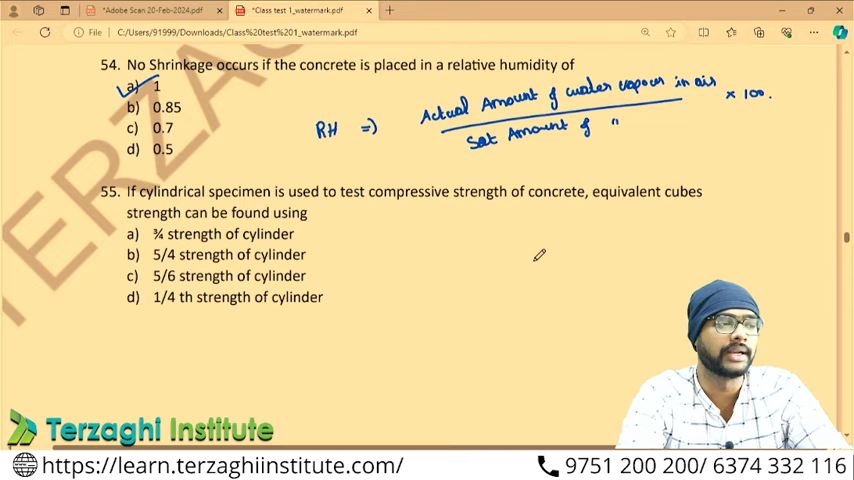 *Adobe Scan 20-Feb-2024.pdf
*Class test 1_watermark.pdf
File
C:/Users/91999/Downloads/Class%20test%201_watermark.pdf
54. No Shrinkage occurs if the concrete is placed in a relative humidity of
a) 1
b) 0.85
c) 0.7
d) 0.5
RH => Actual Amount of water vapour in air × 100.
Sat Amount of "
55. If cylindrical specimen is used to test compressive strength of concrete, equivalent cubes
strength can be found using
a) ¾ strength of cylinder
b) 5/4 strength of cylinder
c) 5/6 strength of cylinder
d) 1/4 th strength of cylinder
TERZAGHI
Terzaghi Institute
https://learn.terzaghiinstitute.com/
9751 200 200/ 6374 332 116